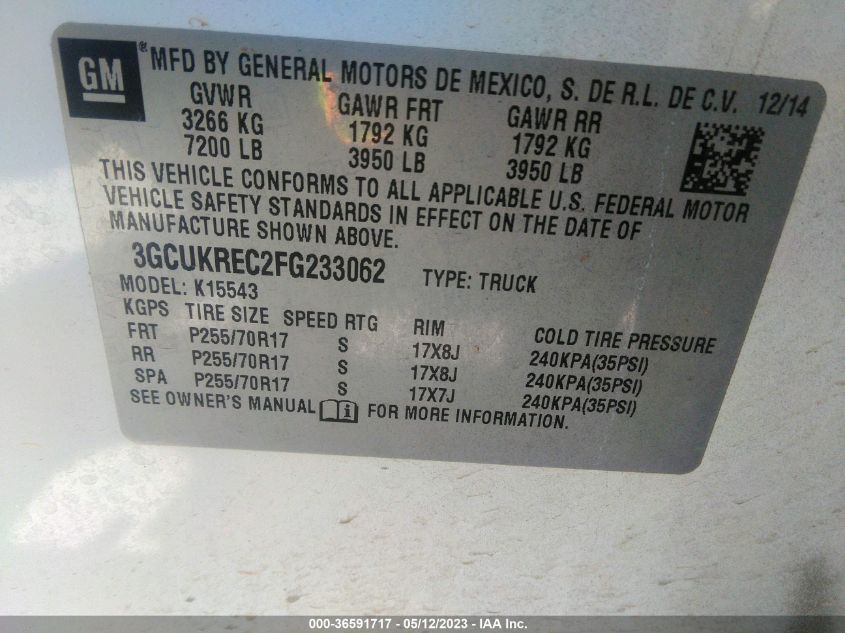 GM ® MFD BY GENERAL MOTORS DE MEXICO, S. DE R.L. DE C.V. 12/14
GVWR GAWR FRT GAWR RR
3266 KG 1792 KG 1792 KG
7200 LB 3950 LB 3950 LB
THIS VEHICLE CONFORMS TO ALL APPLICABLE U.S. FEDERAL MOTOR
VEHICLE SAFETY STANDARDS IN EFFECT ON THE DATE OF
MANUFACTURE SHOWN ABOVE.
3GCUKREC2FG233062 TYPE: TRUCK
MODEL: K15543
KGPS TIRE SIZE SPEED RTG RIM COLD TIRE PRESSURE
FRT P255/70R17 S 17X8J 240KPA(35PSI)
RR P255/70R17 S 17X8J 240KPA(35PSI)
SPA P255/70R17 S 17X7J 240KPA(35PSI)
SEE OWNER'S MANUAL i FOR MORE INFORMATION.
000-36591717 - 05/12/2023 - IAA Inc.